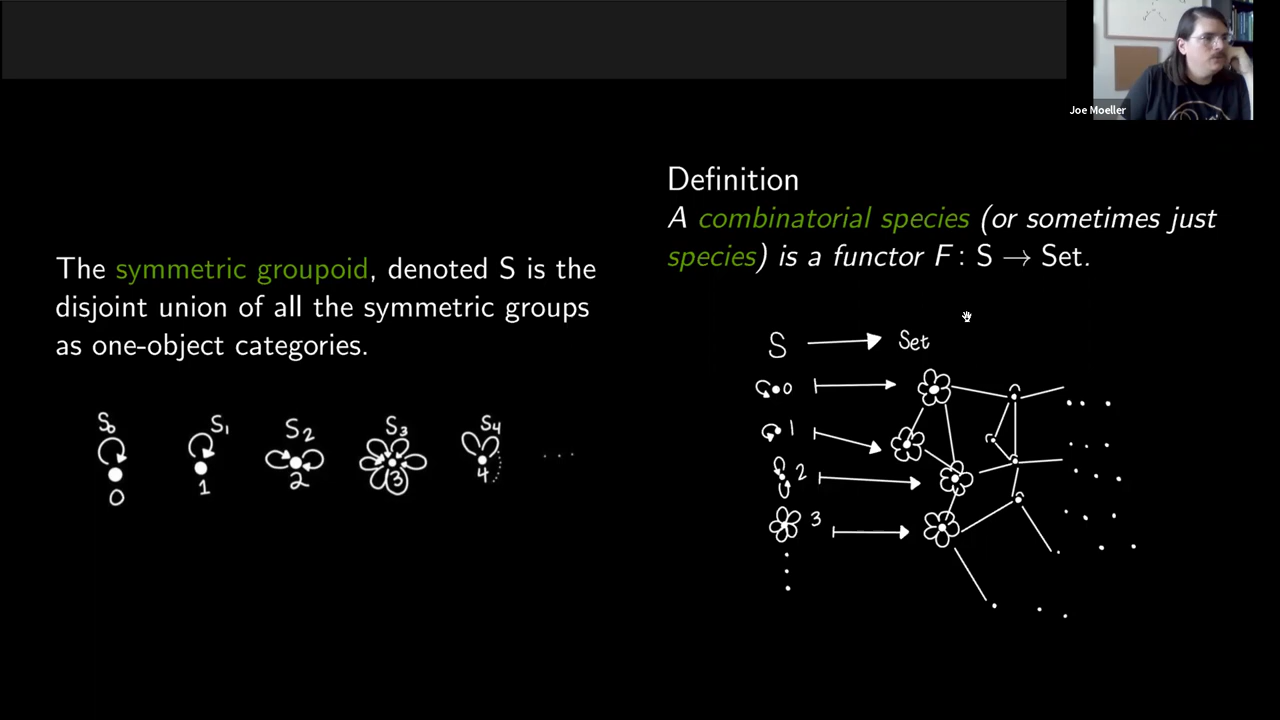 Joe Moeller
The symmetric groupoid, denoted S is the
disjoint union of all the symmetric groups
as one-object categories.
S₀ S₁ S₂ S₃ S₄
0 1 2 3 4 ...
Definition
A combinatorial species (or sometimes just
species) is a functor F : S → Set.
S → Set
0
1
2
3